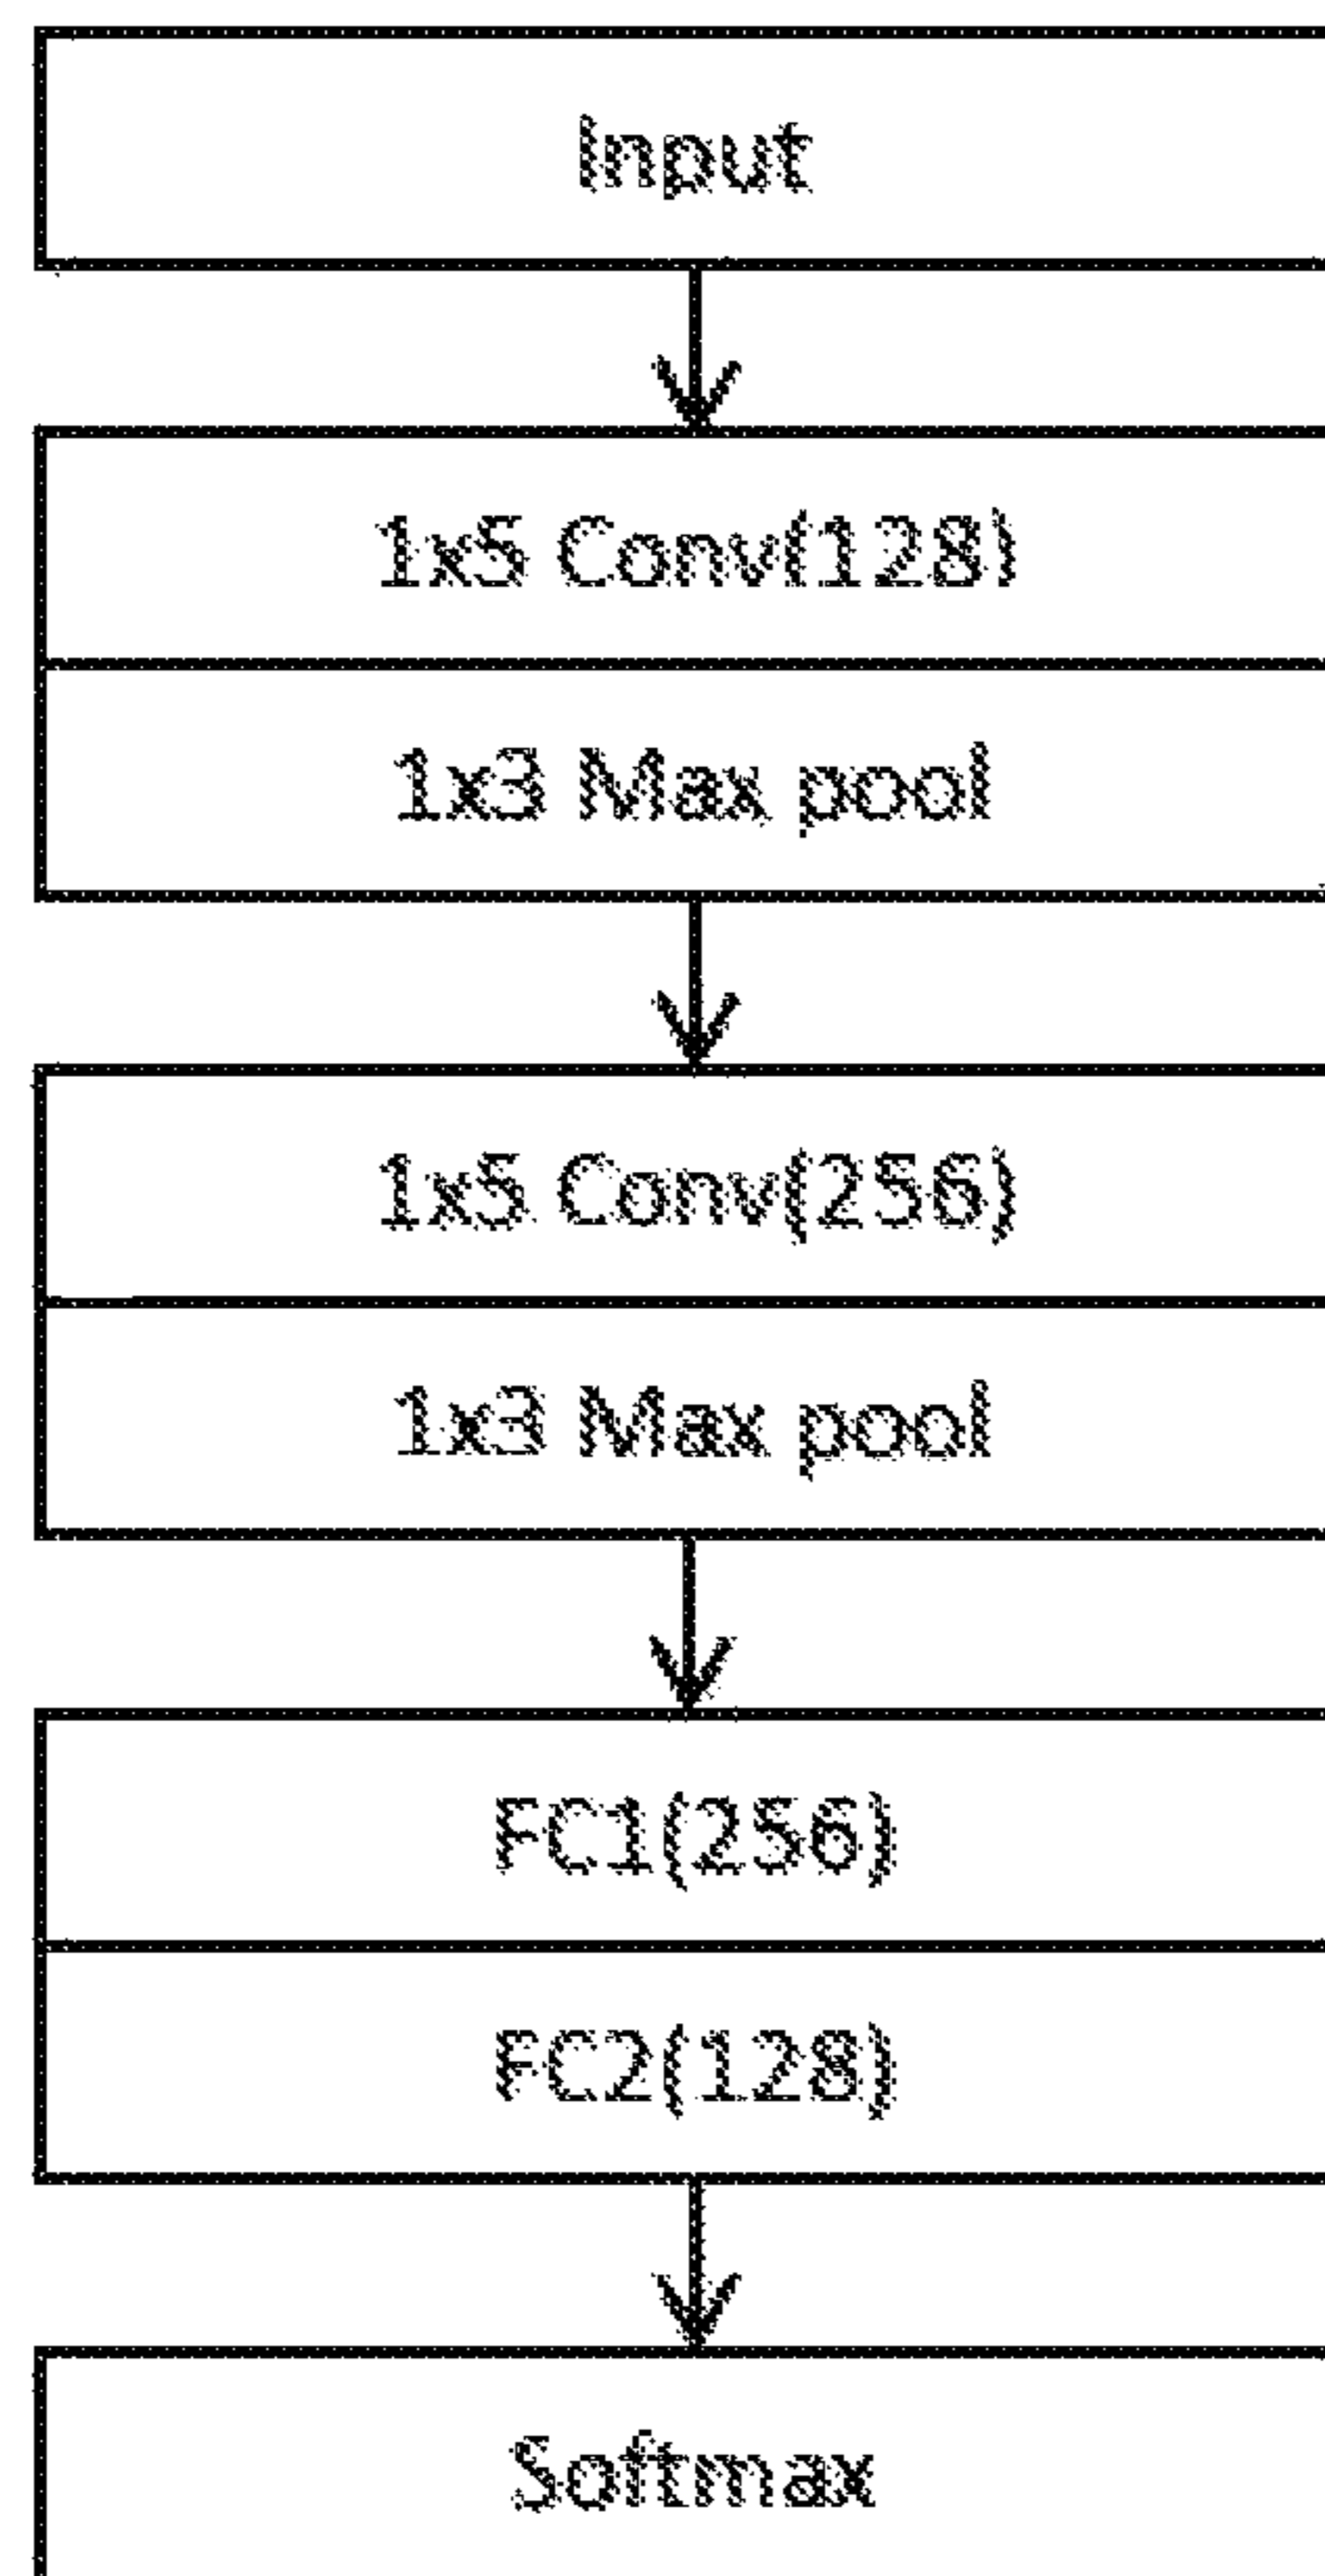 Input
1x5 Conv(128)
1x3 Max pool
1x5 Conv(256)
1x3 Max pool
FC1(256)
FC2(128)
Softmax